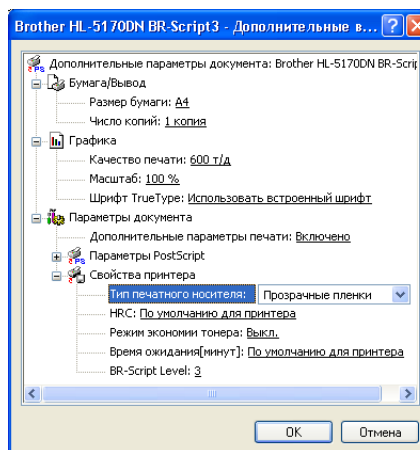 Brother HL-5170DN BR-Script3 - Дополнительные в...
Дополнительные параметры документа: Brother HL-5170DN BR-Scrip
Бумага/Вывод
Размер бумаги: A4
Число копий: 1 копия
Графика
Качество печати: 600 т/д
Масштаб: 100 %
Шрифт TrueType: Использовать встроенный шрифт
Параметры документа
Дополнительные параметры печати: Включено
Параметры PostScript
Свойства принтера
Тип печатного носителя: Прозрачные пленки
HRC: По умолчанию для принтера
Режим экономии тонера: Выкл.
Время ожидания[минут]: По умолчанию для принтера
BR-Script Level: 3
OK Отмена